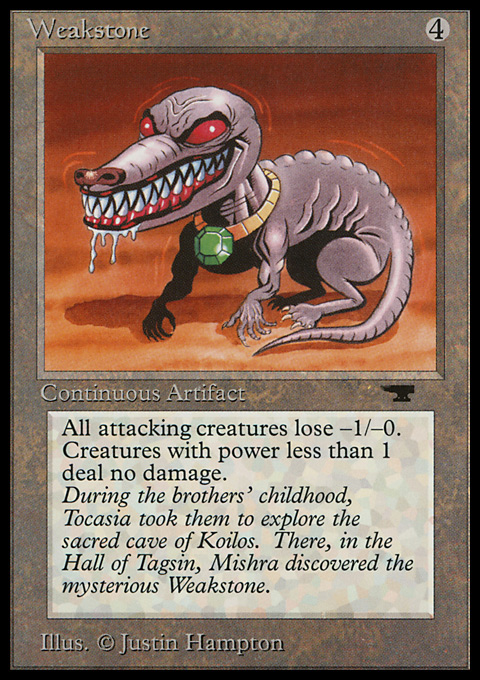 Weakstone 4
Continuous Artifact
All attacking creatures lose –1/–0.
Creatures with power less than 1
deal no damage.
During the brothers' childhood,
Tocasia took them to explore the
sacred cave of Koilos. There, in the
Hall of Tagsin, Mishra discovered the
mysterious Weakstone.
Illus. © Justin Hampton